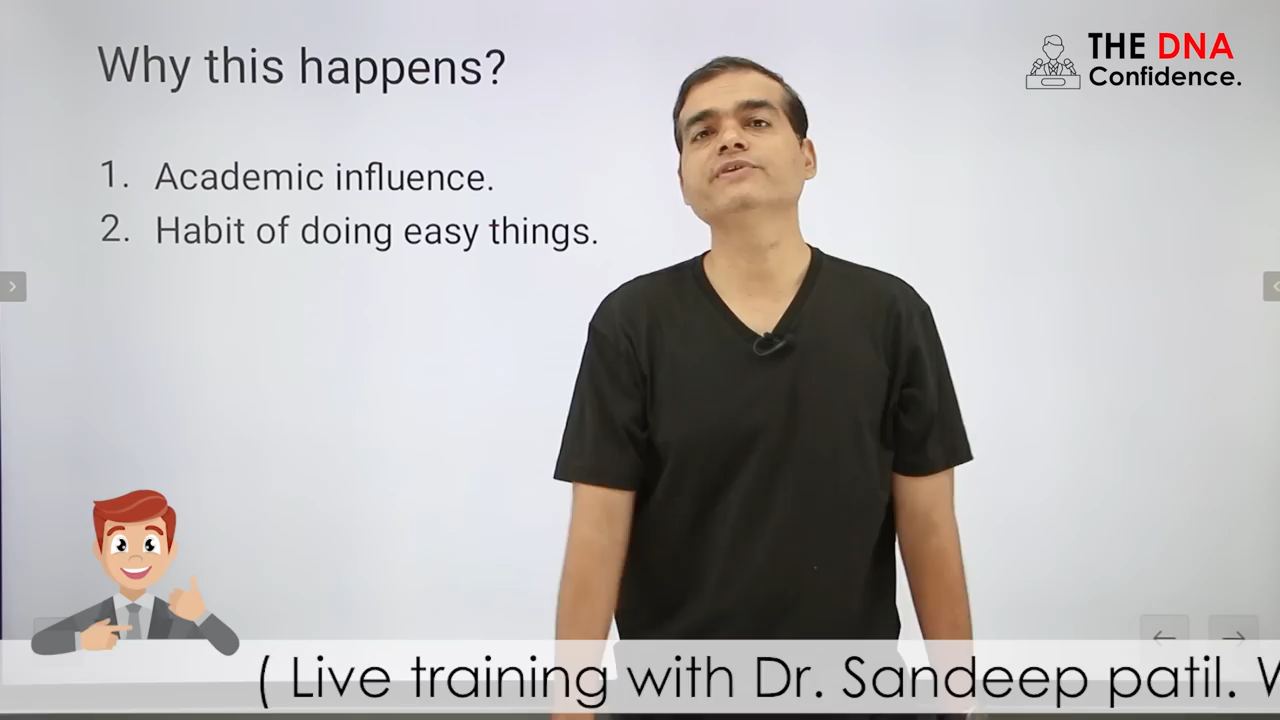 Why this happens?
THE DNA
Confidence.
1. Academic influence.
2. Habit of doing easy things.
( Live training with Dr. Sandeep patil. W